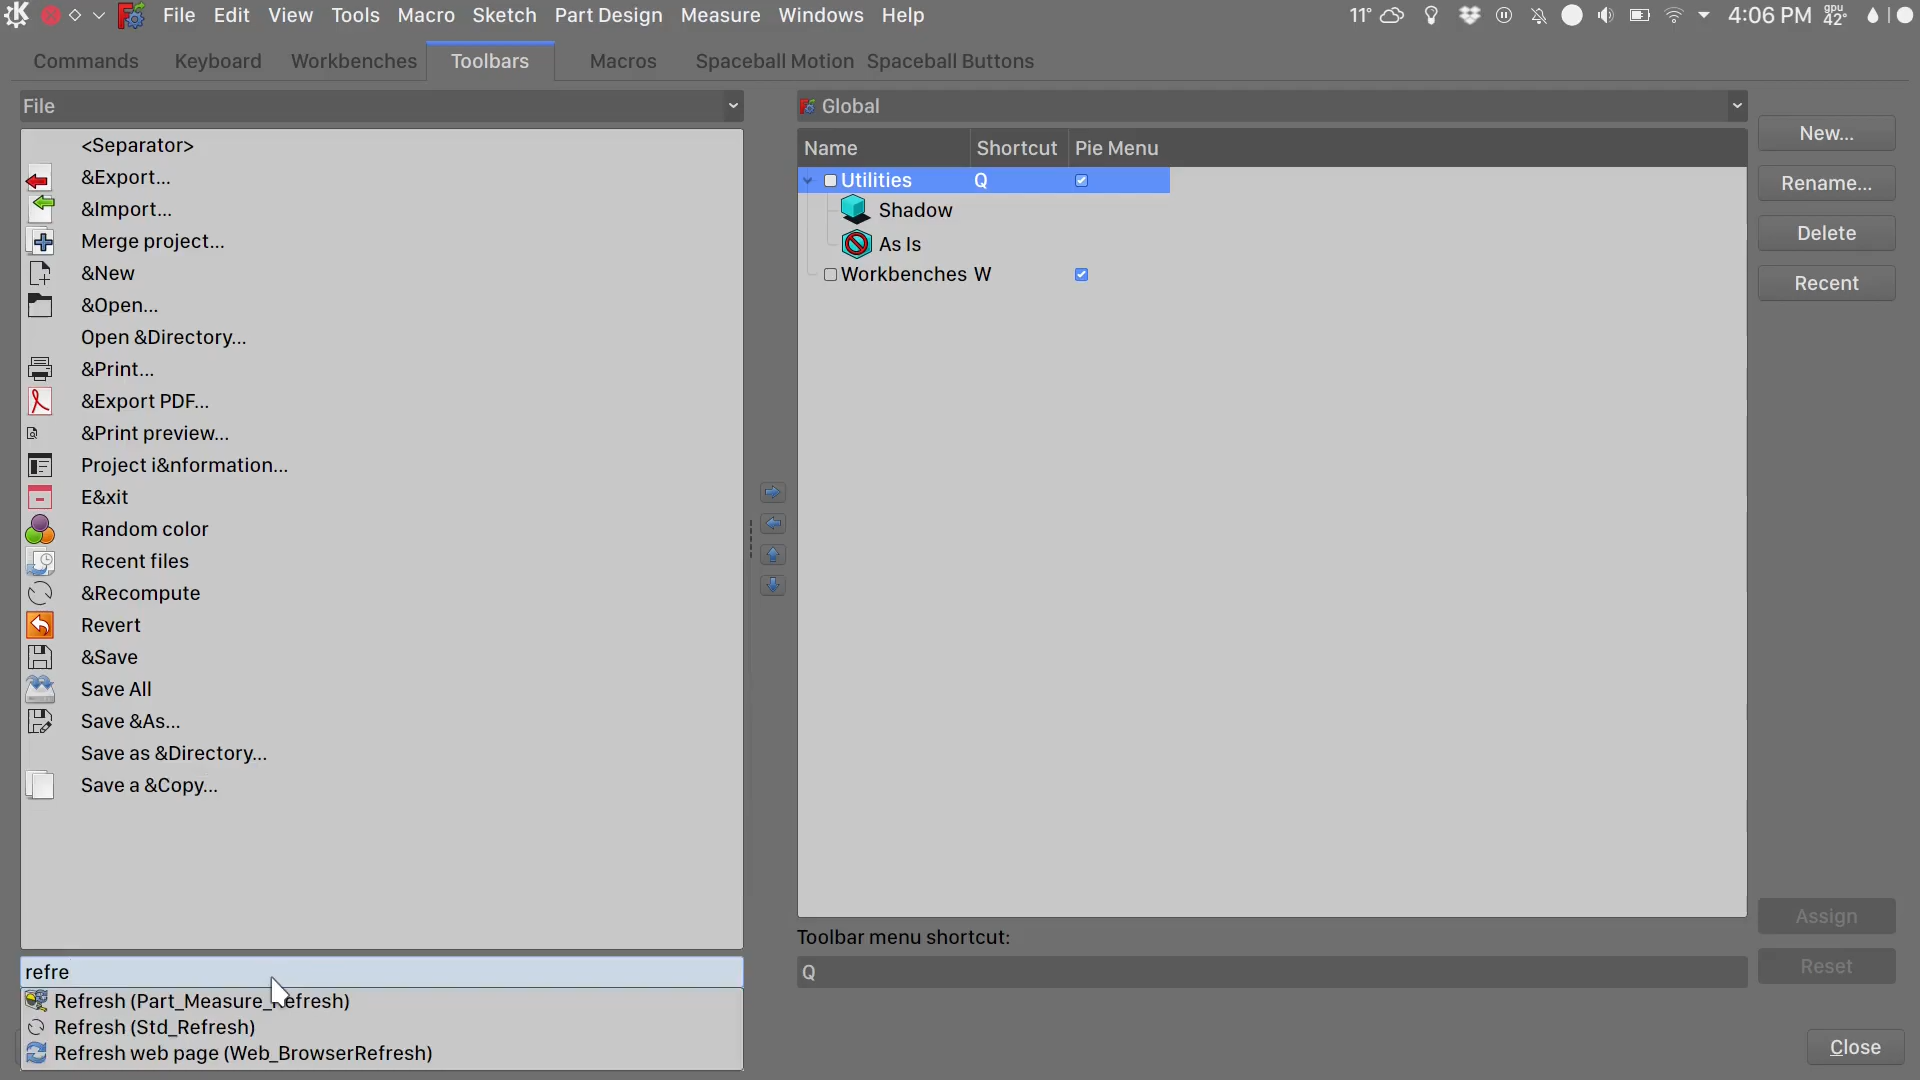 File Edit View Tools Macro Sketch Part Design Measure Windows Help 11° 4:06 PM gpu 42°
Commands Keyboard Workbenches Toolbars Macros Spaceball Motion Spaceball Buttons
File
<Separator>
&Export...
&Import...
Merge project...
&New
&Open...
Open &Directory...
&Print...
&Export PDF...
&Print preview...
Project i&nformation...
E&xit
Random color
Recent files
&Recompute
Revert
&Save
Save All
Save &As...
Save as &Directory...
Save a &Copy...
refre
Refresh (Part_Measure_Refresh)
Refresh (Std_Refresh)
Refresh web page (Web_BrowserRefresh)
Global
Name Shortcut Pie Menu
Utilities Q
Shadow
As Is
Workbenches W
Toolbar menu shortcut:
Q
New...
Rename...
Delete
Recent
Assign
Reset
Close